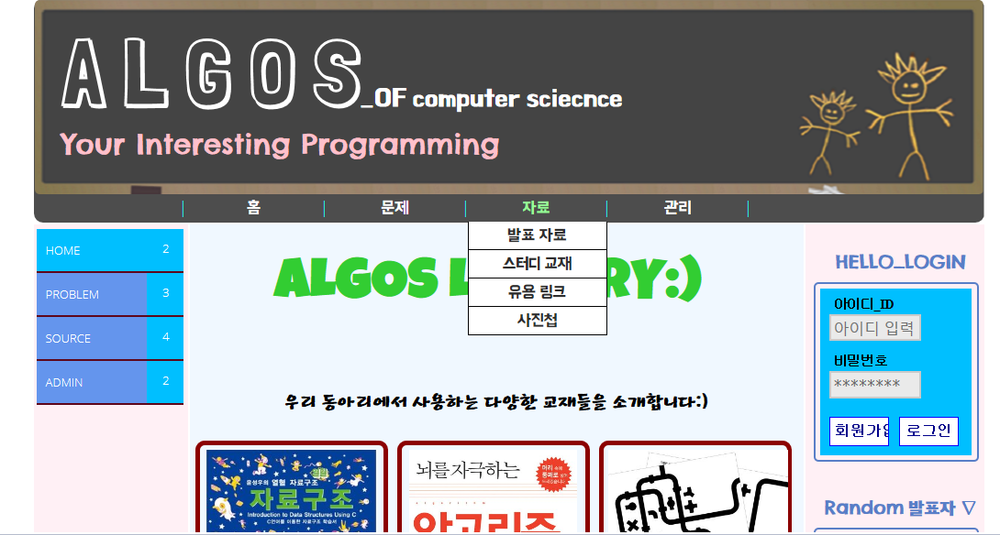 ALGOS_OF computer sciecnce
Your Interesting Programming
홈 문제 자료 관리
발표 자료
스터디 교재
유용 링크
사진첩
HOME 2
PROBLEM 3
SOURCE 4
ADMIN 2
ALGOS L RY:)
우리 동아리에서 사용하는 다양한 교재들을 소개합니다:)
윤성우의 열혈 자료구조
열혈
자료구조
Introduction to Data Structures Using C
C언어를 이용한 자료구조 학습서
뇌를 자극하는
algorithm
알고리즘
HELLO_LOGIN
아이디_ID
아이디 입력
비밀번호
********
회원가입
로그인
Random 발표자 ▽